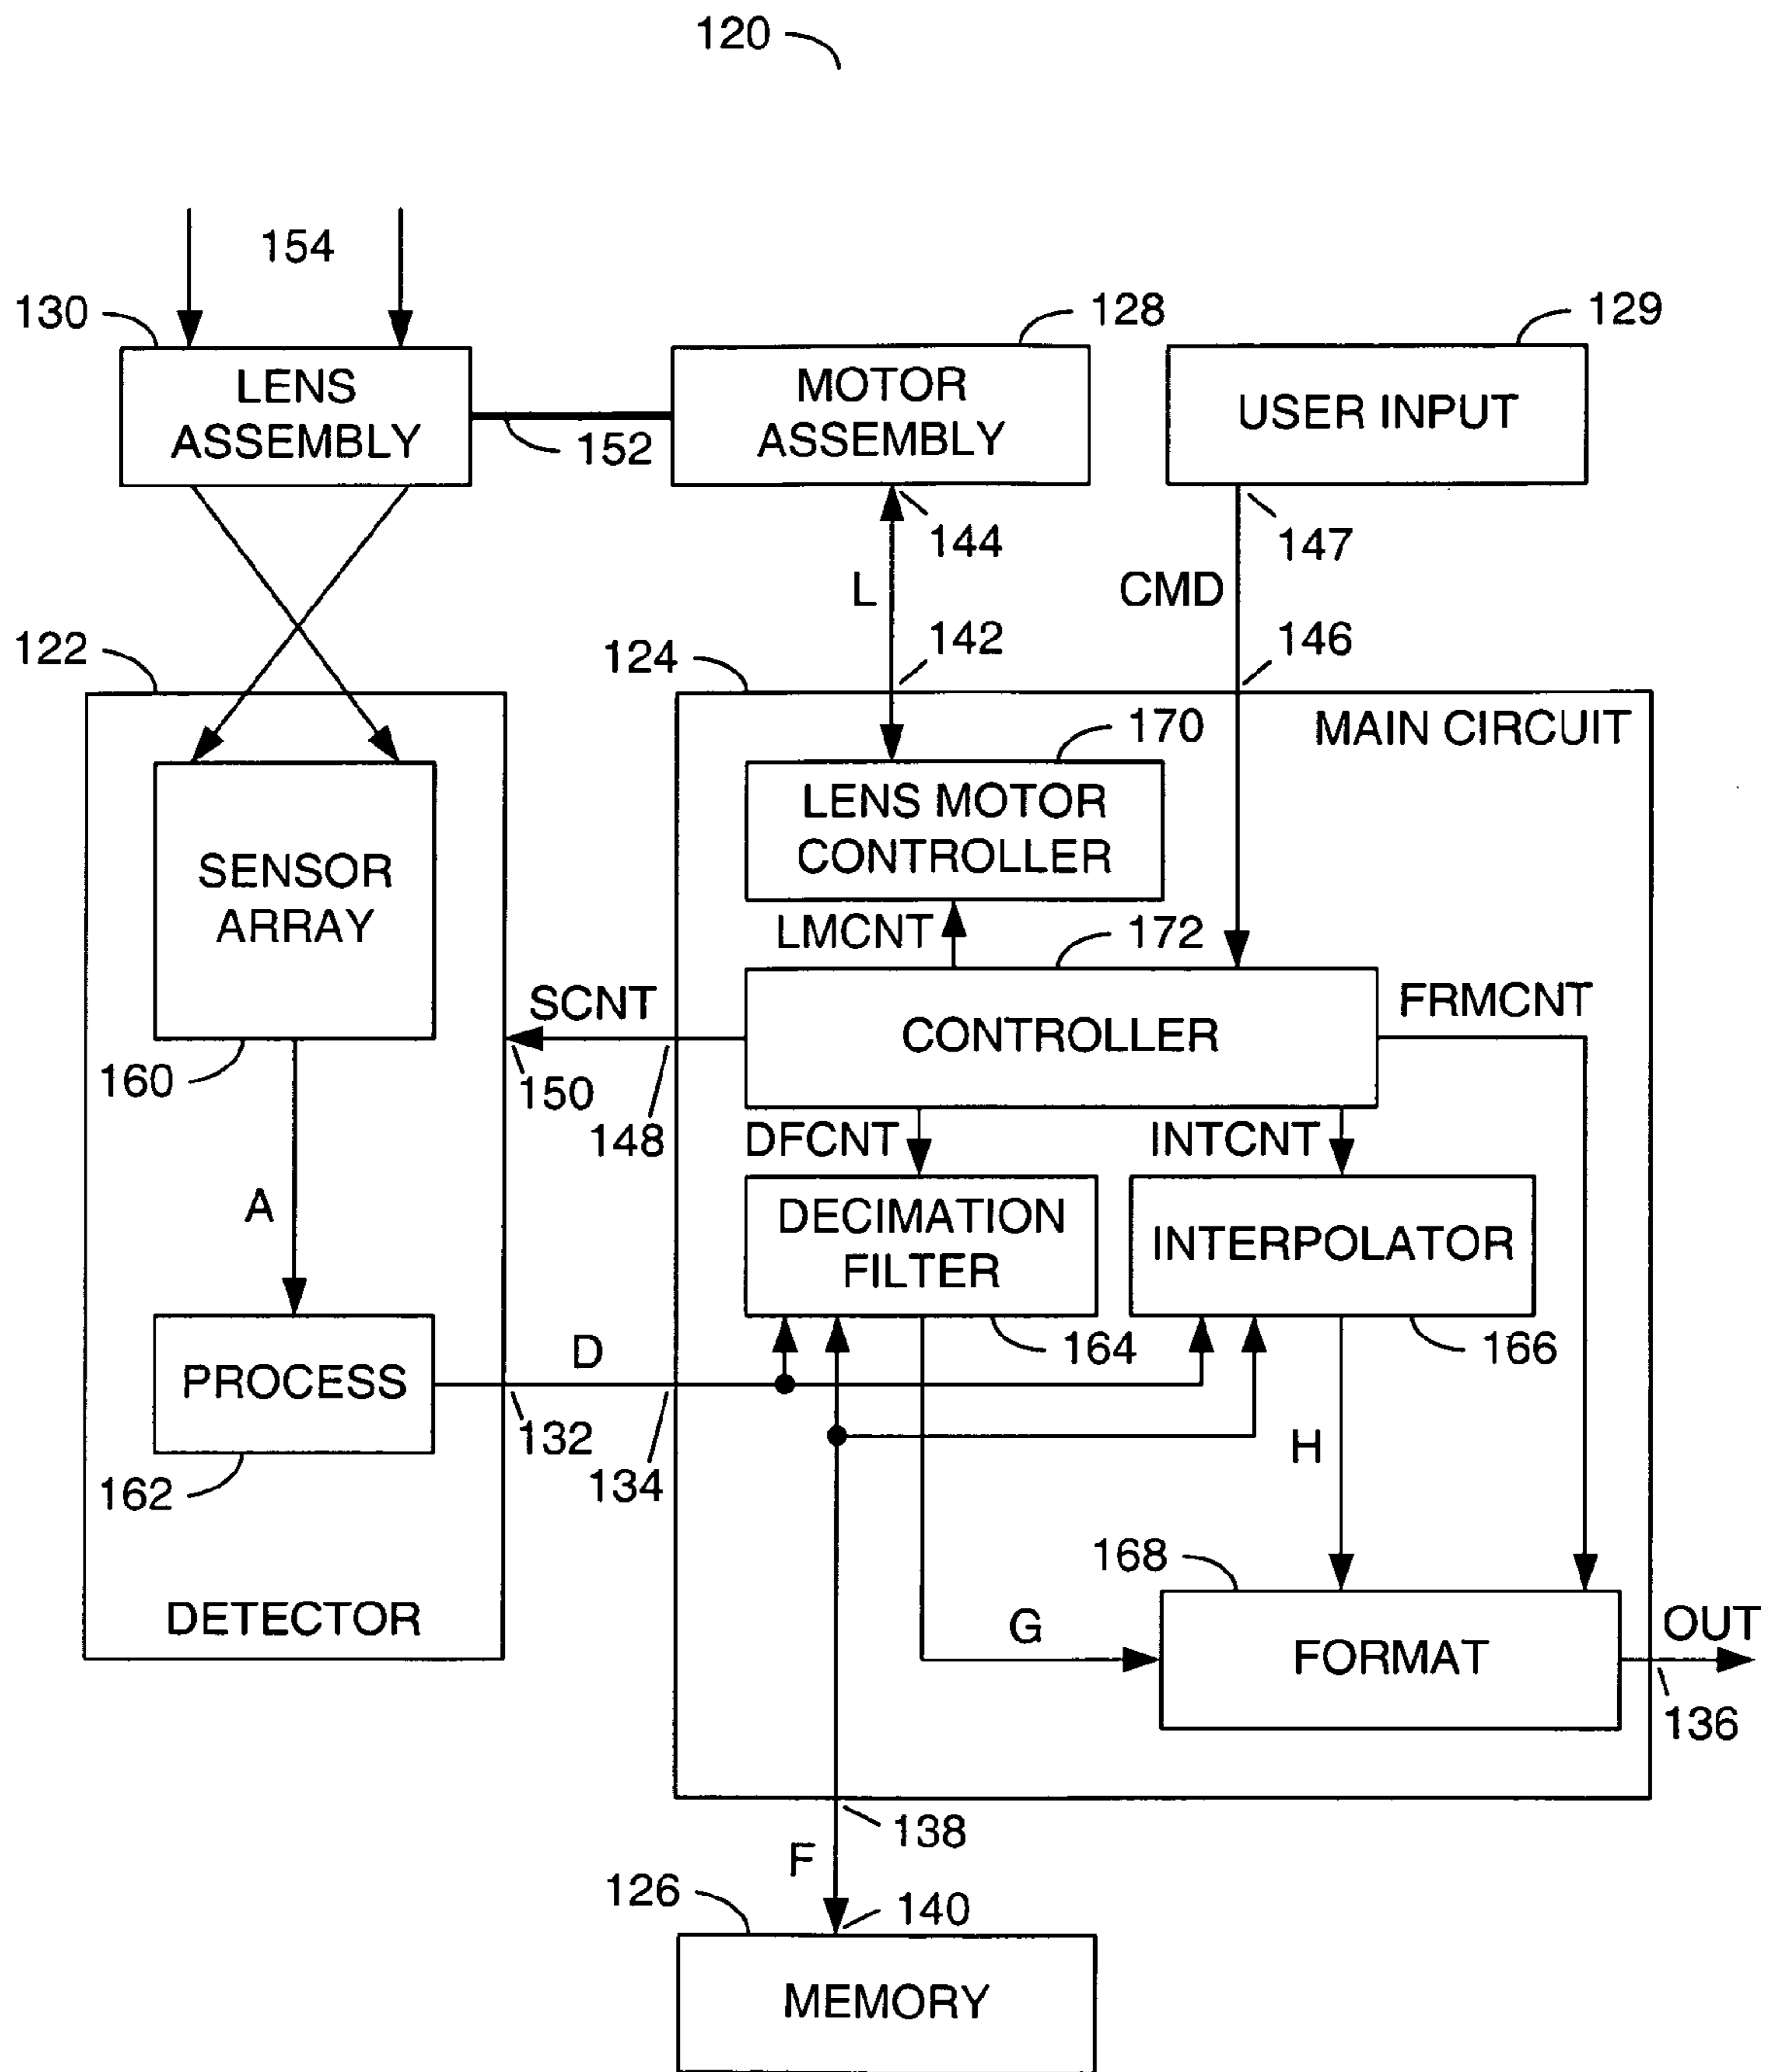 120
154
130
128
129
LENS
ASSEMBLY
MOTOR
ASSEMBLY
USER INPUT
152
144
147
L
CMD
122
124
142
146
MAIN CIRCUIT
170
LENS MOTOR
CONTROLLER
SENSOR
ARRAY
LMCNT
172
SCNT
CONTROLLER
FRMCNT
160
150
148
DFCNT
INTCNT
A
DECIMATION
FILTER
INTERPOLATOR
D
164
166
PROCESS
132
134
H
162
168
DETECTOR
G
FORMAT
OUT
136
138
F
126
140
MEMORY